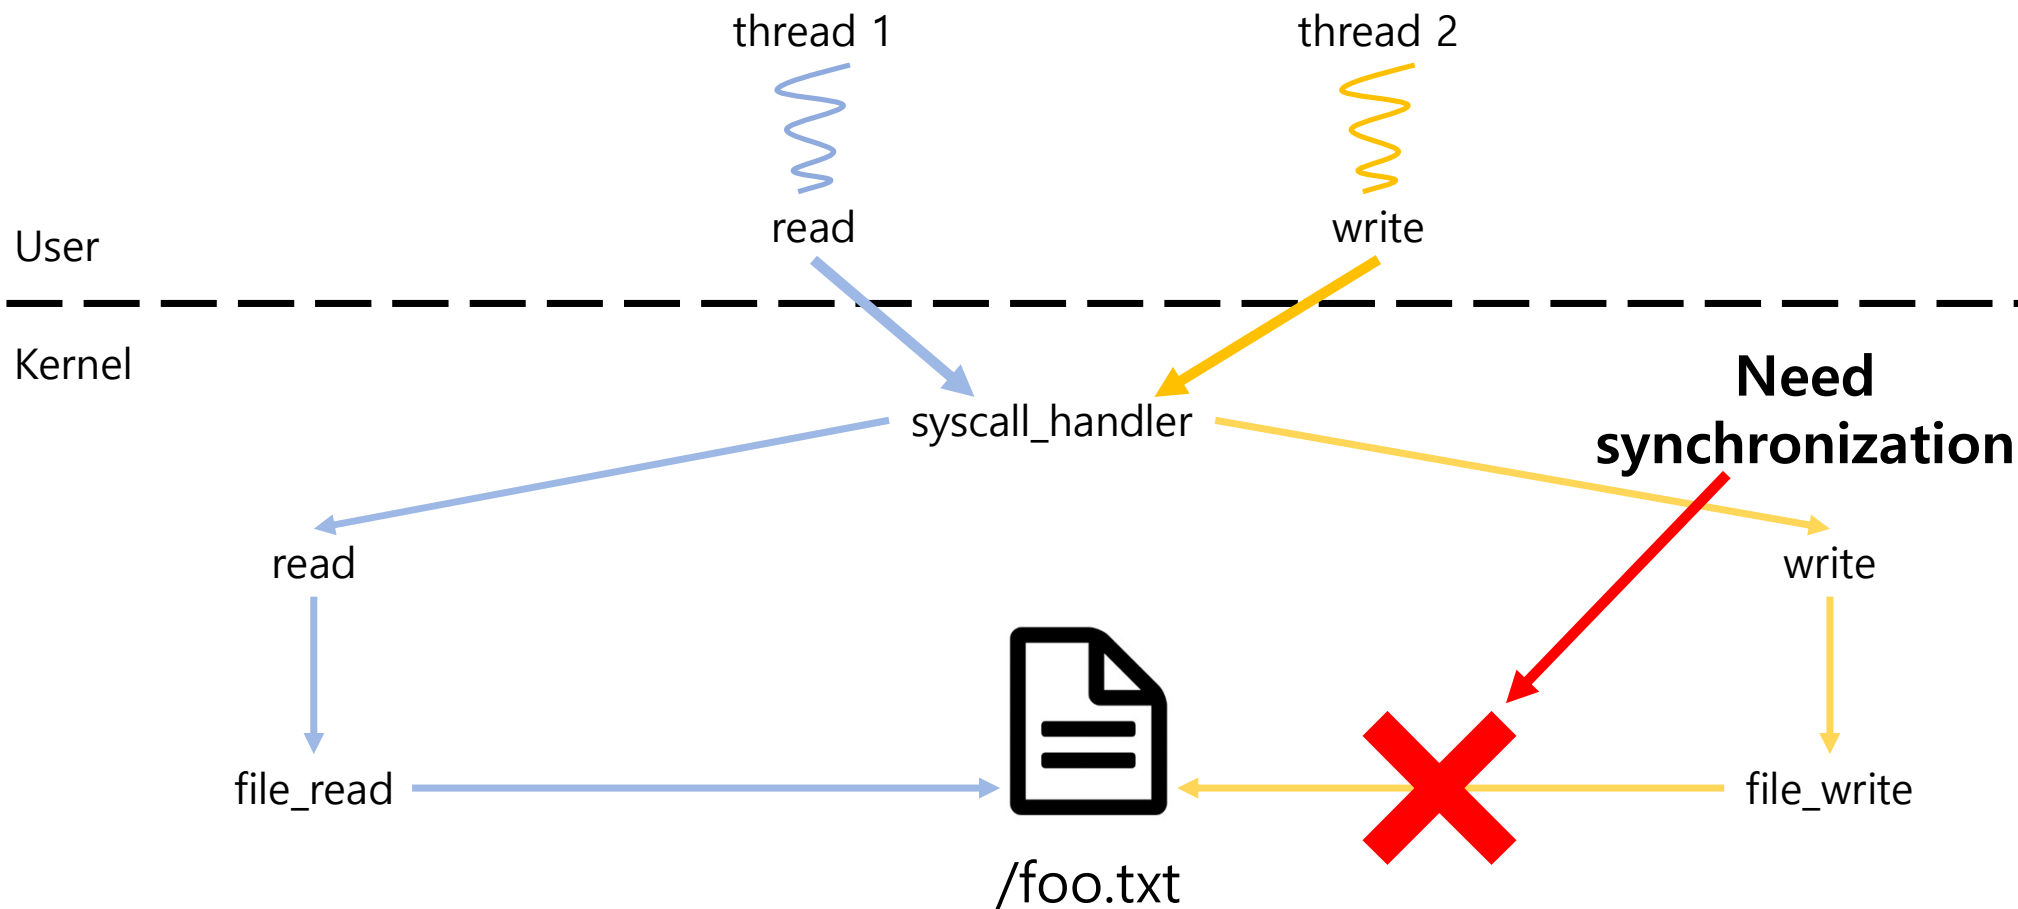 thread 1
thread 2
read
write
User
Kernel
Need
synchronization
syscall_handler
read
write
file_read
file_write
/foo.txt